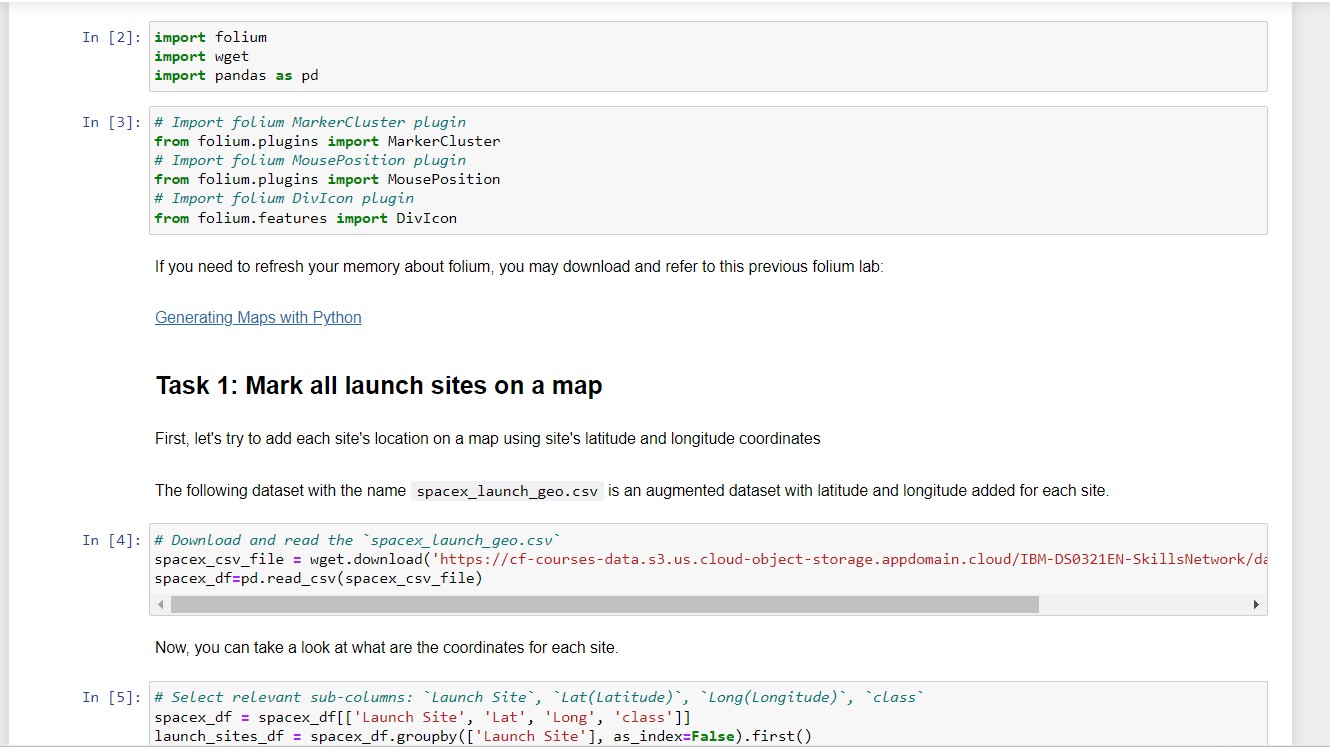 In [2]: import folium
import wget
import pandas as pd
In [3]: # Import folium MarkerCluster plugin
from folium.plugins import MarkerCluster
# Import folium MousePosition plugin
from folium.plugins import MousePosition
# Import folium DivIcon plugin
from folium.features import DivIcon
If you need to refresh your memory about folium, you may download and refer to this previous folium lab:
Generating Maps with Python
Task 1: Mark all launch sites on a map
First, let's try to add each site's location on a map using site's latitude and longitude coordinates
The following dataset with the name spacex_launch_geo.csv is an augmented dataset with latitude and longitude added for each site.
In [4]: # Download and read the `spacex_launch_geo.csv`
spacex_csv_file = wget.download('https://cf-courses-data.s3.us.cloud-object-storage.appdomain.cloud/IBM-DS0321EN-SkillsNetwork/da
spacex_df=pd.read_csv(spacex_csv_file)
Now, you can take a look at what are the coordinates for each site.
In [5]: # Select relevant sub-columns: `Launch Site`, `Lat(Latitude)`, `Long(Longitude)`, `class`
spacex_df = spacex_df[['Launch Site', 'Lat', 'Long', 'class']]
launch_sites_df = spacex_df.groupby(['Launch Site'], as_index=False).first()